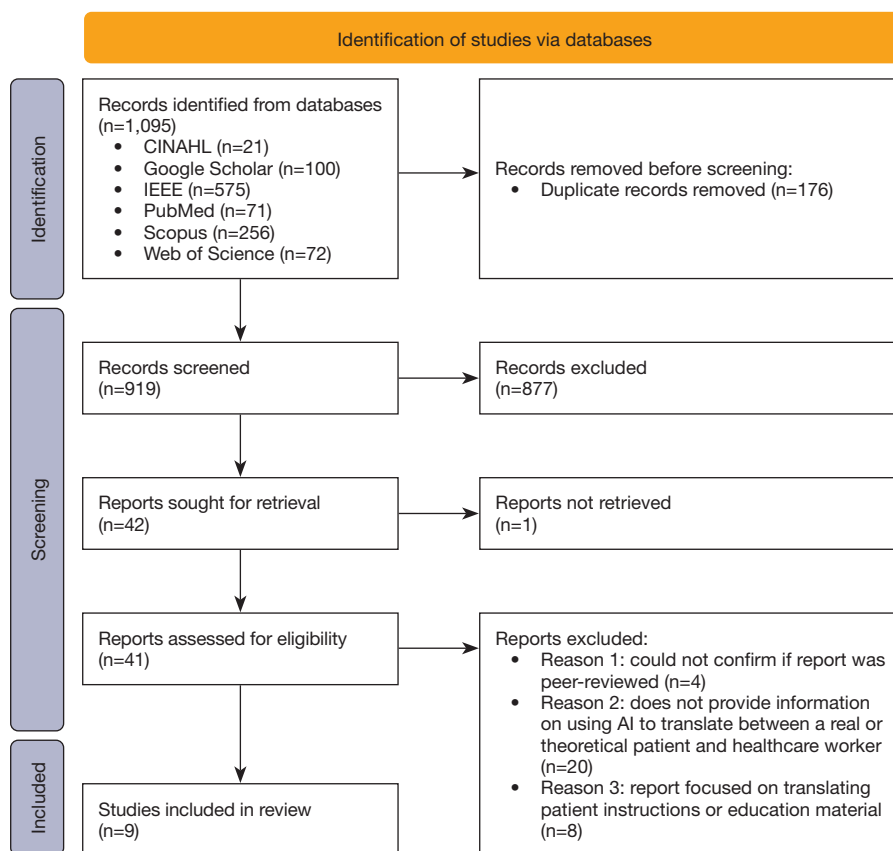 Identification of studies via databases
Identification
Records identified from databases
(n=1,095)
• CINAHL (n=21)
• Google Scholar (n=100)
• IEEE (n=575)
• PubMed (n=71)
• Scopus (n=256)
• Web of Science (n=72)
Records removed before screening:
• Duplicate records removed (n=176)
Screening
Records screened
(n=919)
Records excluded
(n=877)
Reports sought for retrieval
(n=42)
Reports not retrieved
(n=1)
Reports assessed for eligibility
(n=41)
Reports excluded:
• Reason 1: could not confirm if report was
peer-reviewed (n=4)
• Reason 2: does not provide information
on using AI to translate between a real or
theoretical patient and healthcare worker
(n=20)
• Reason 3: report focused on translating
patient instructions or education material
(n=8)
Included
Studies included in review
(n=9)